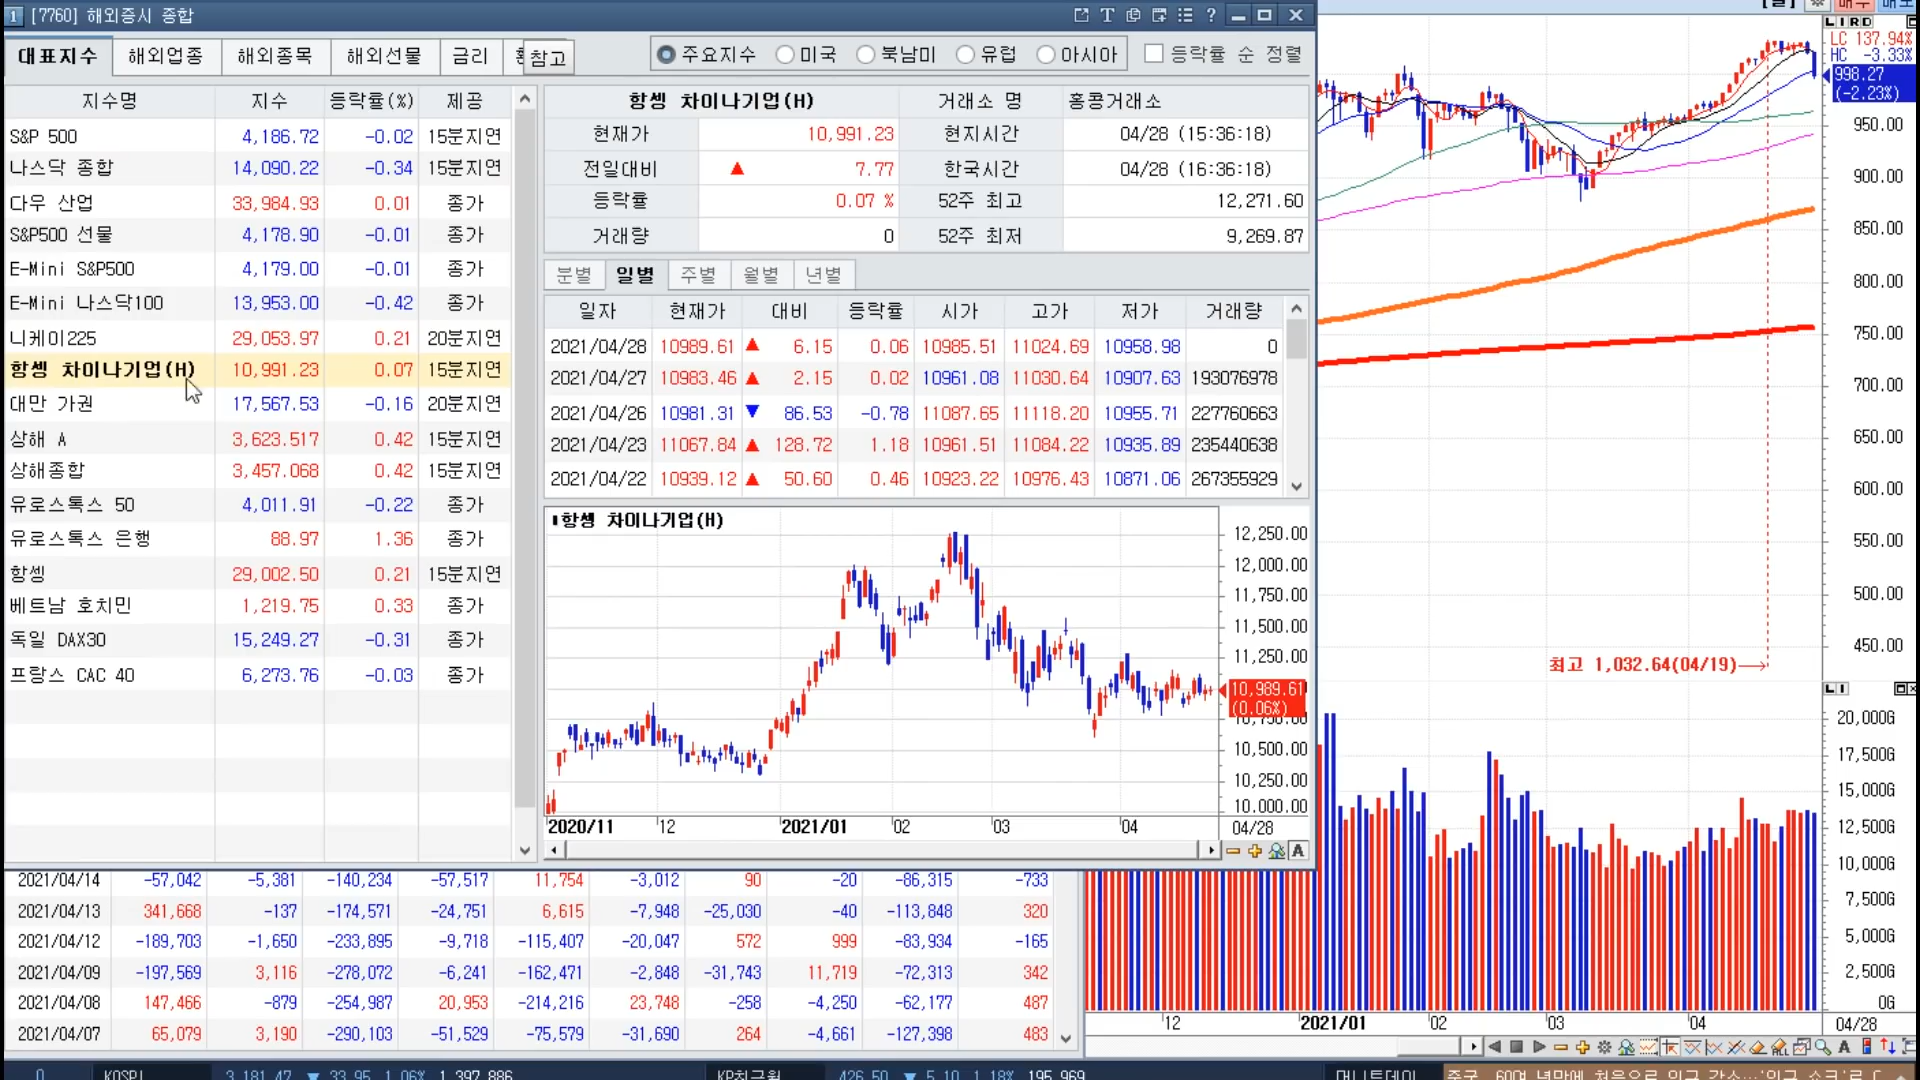 1 [7760] 해외증시 종합
대표지수 해외업종 해외종목 해외선물 금리 참고 주요지수 미국 북남미 유럽 아시아 등락률 순 정렬
지수명 지수 등락률(%) 제공
S&P 500 4,186.72 -0.02 15분지연
나스닥 종합 14,090.22 -0.34 15분지연
다우 산업 33,984.93 0.01 종가
S&P500 선물 4,178.90 -0.01 종가
E-Mini S&P500 4,179.00 -0.01 종가
E-Mini 나스닥100 13,953.00 -0.42 종가
니케이225 29,053.97 0.21 20분지연
항셍 차이나기업(H) 10,991.23 0.07 15분지연
대만 가권 17,567.53 -0.16 20분지연
상해 A 3,623.517 0.42 15분지연
상해종합 3,457.068 0.42 15분지연
유로스톡스 50 4,011.91 -0.22 종가
유로스톡스 은행 88.97 1.36 종가
항셍 29,002.50 0.21 15분지연
베트남 호치민 1,219.75 0.33 종가
독일 DAX30 15,249.27 -0.31 종가
프랑스 CAC 40 6,273.76 -0.03 종가
항셍 차이나기업(H) 거래소 명 홍콩거래소
현재가 10,991.23 현지시간 04/28 (15:36:18)
전일대비 ▲ 7.77 한국시간 04/28 (16:36:18)
등락률 0.07 % 52주 최고 12,271.60
거래량 0 52주 최저 9,269.87
분별 일별 주별 월별 년별
일자 현재가 대비 등락률 시가 고가 저가 거래량
2021/04/28 10989.61 ▲ 6.15 0.06 10985.51 11024.69 10958.98 0
2021/04/27 10983.46 ▲ 2.15 0.02 10961.08 11030.64 10907.63 193076978
2021/04/26 10981.31 ▼ 86.53 -0.78 11087.65 11118.20 10955.71 227760663
2021/04/23 11067.84 ▲ 128.72 1.18 10961.51 11084.22 10935.89 235440638
2021/04/22 10939.12 ▲ 50.60 0.46 10923.22 10976.43 10871.06 267355929
항셍 차이나기업(H)
12,250.00
12,000.00
11,750.00
11,500.00
11,250.00
10,989.61
(0.06%)
10,750.00
10,500.00
10,250.00
10,000.00
2020/11 12 2021/01 02 03 04 04/28
A
2021/04/14 -57,042 -5,381 -140,234 -57,517 11,754 -3,012 90 -20 -86,315 -733
2021/04/13 341,668 -137 -174,571 -24,751 6,615 -7,948 -25,030 -40 -113,848 320
2021/04/12 -189,703 -1,650 -233,895 -9,718 -115,407 -20,047 572 999 -83,934 -165
2021/04/09 -197,569 3,116 -278,072 -6,241 -162,471 -2,848 -31,743 11,719 -72,313 342
2021/04/08 147,466 -879 -254,987 20,953 -214,216 23,748 -258 -4,250 -62,177 487
2021/04/07 65,079 3,190 -290,103 -51,529 -75,579 -31,690 264 -4,661 -127,398 483
L I R D
LC 137.94%
HC -3.33%
998.27
(-2.23%)
950.00
900.00
850.00
800.00
750.00
700.00
650.00
600.00
550.00
500.00
450.00
최고 1,032.64(04/19)
L I
20,000G
17,500G
15,000G
12,500G
10,000G
7,500G
5,000G
2,500G
0G
12 2021/01 02 03 04 04/28
A
0 KOSPI 3,181.47 ▼ 33.95 1.06% 1,397,886 426.50 ▼ 5.10 1.18% 195,969 머니투데이